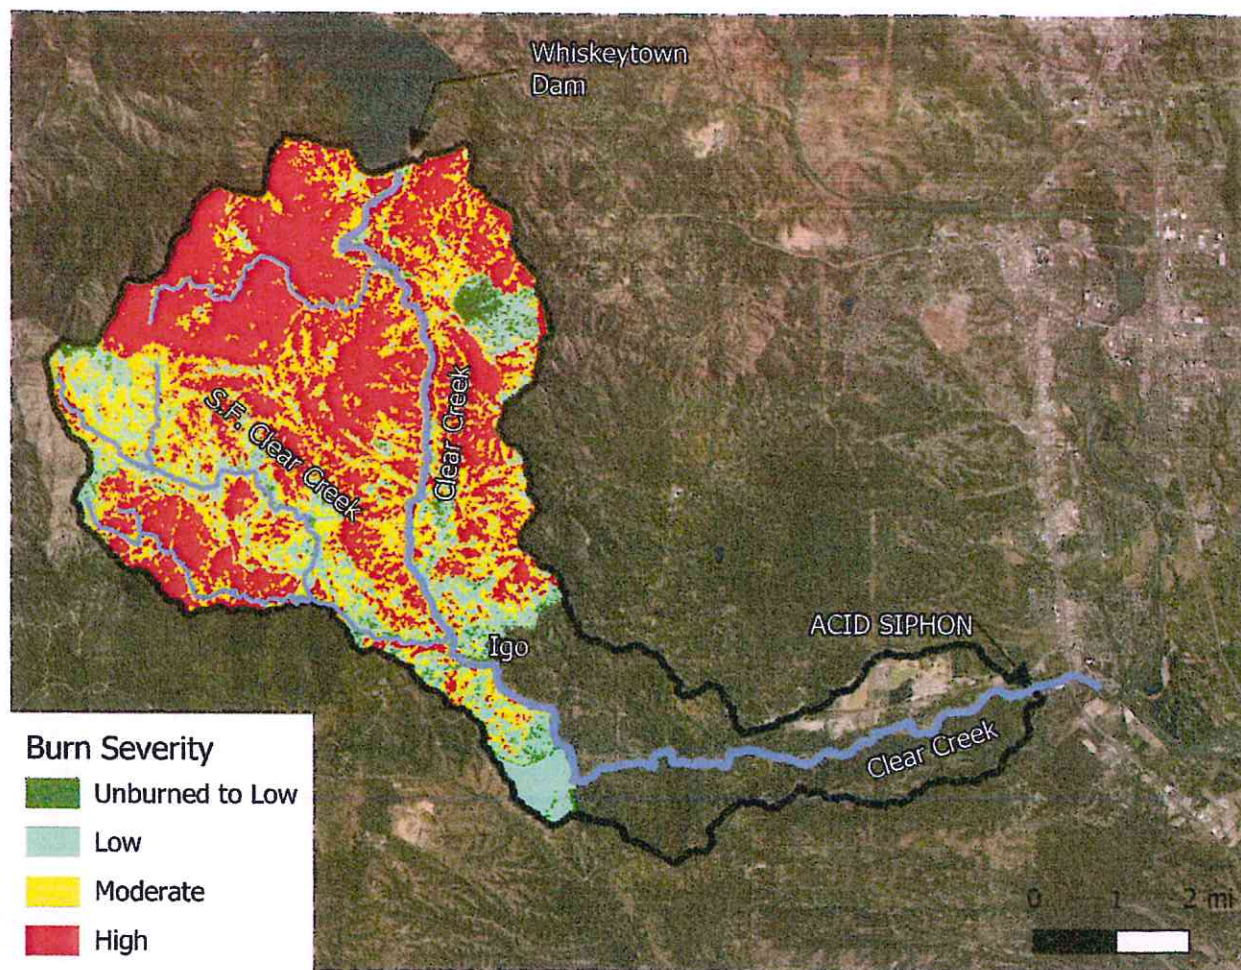 Whiskeytown
Dam
S.F. Clear Creek
Clear Creek
Igo
ACID SIPHON
Clear Creek
Burn Severity
Unburned to Low
Low
Moderate
High
0 1 2 mi